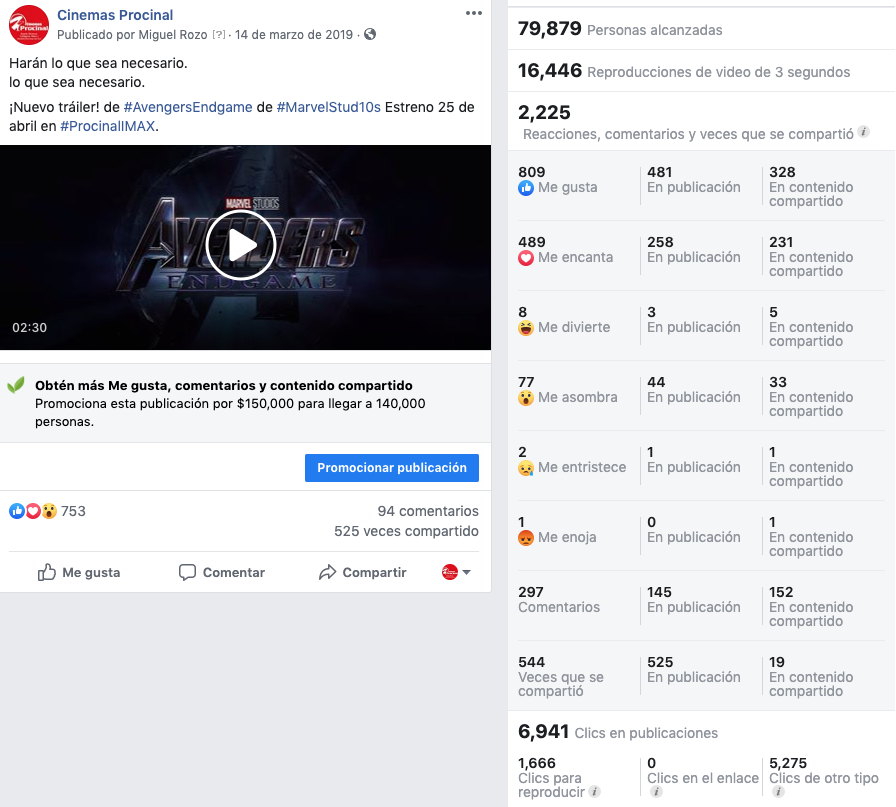 Cinemas Procinal
Publicado por Miguel Rozo [?] · 14 de marzo de 2019 ·
Harán lo que sea necesario.
lo que sea necesario.
¡Nuevo tráiler! de #AvengersEndgame de #MarvelStud10s Estreno 25 de
abril en #ProcinalIMAX.
MARVEL STUDIOS
AVENGERS
ENDGAME
02:30
Obtén más Me gusta, comentarios y contenido compartido
Promociona esta publicación por $150,000 para llegar a 140,000
personas.
Promocionar publicación
753
94 comentarios
525 veces compartido
Me gusta
Comentar
Compartir
79,879 Personas alcanzadas
16,446 Reproducciones de video de 3 segundos
2,225
Reacciones, comentarios y veces que se compartió
809
Me gusta
481
En publicación
328
En contenido
compartido
489
Me encanta
258
En publicación
231
En contenido
compartido
8
Me divierte
3
En publicación
5
En contenido
compartido
77
Me asombra
44
En publicación
33
En contenido
compartido
2
Me entristece
1
En publicación
1
En contenido
compartido
1
Me enoja
0
En publicación
1
En contenido
compartido
297
Comentarios
145
En publicación
152
En contenido
compartido
544
Veces que se
compartió
525
En publicación
19
En contenido
compartido
6,941 Clics en publicaciones
1,666
Clics para
reproducir
0
Clics en el enlace
5,275
Clics de otro tipo